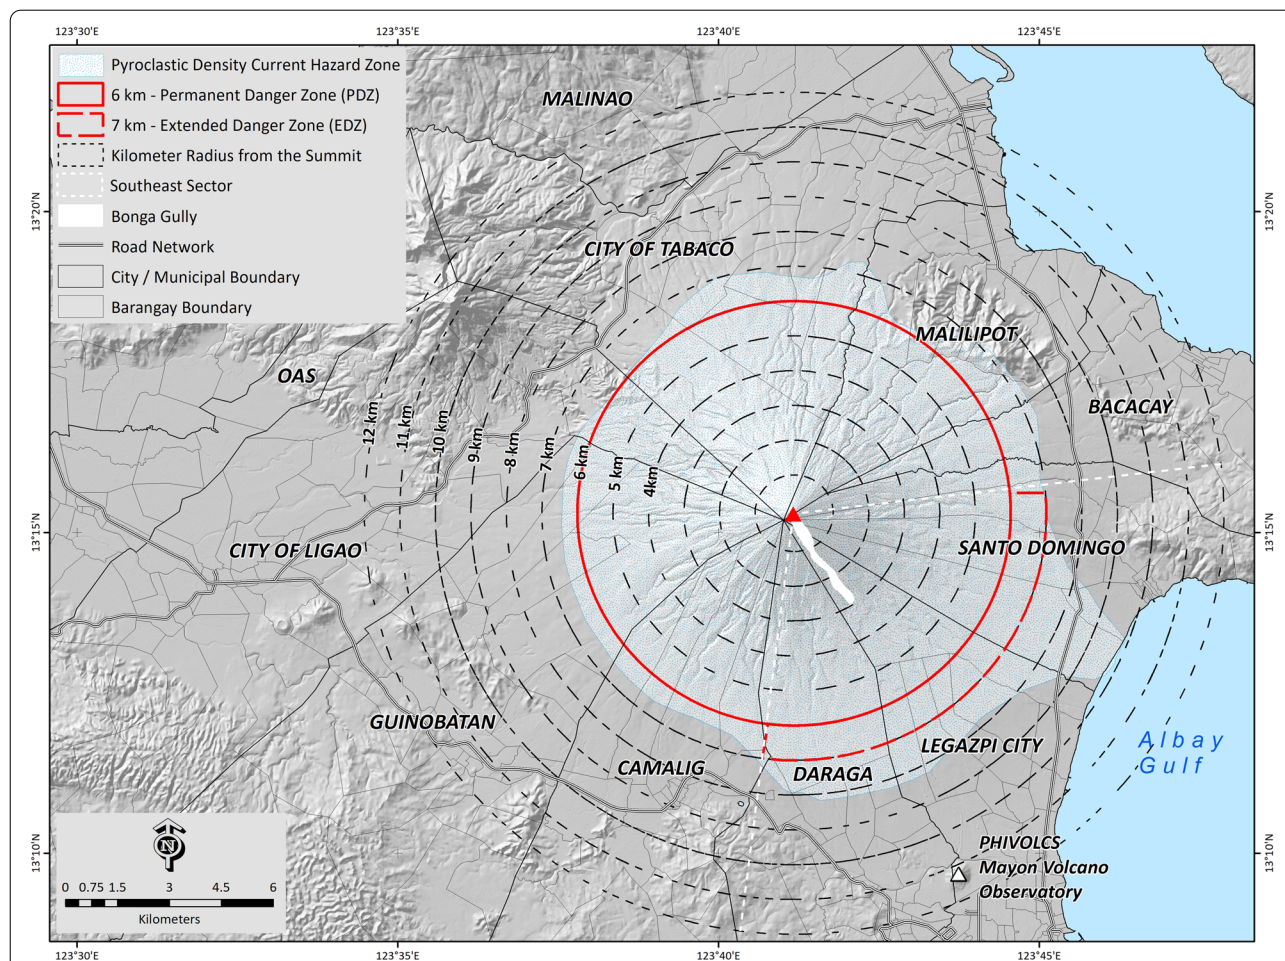 123°30'E
123°35'E
123°40'E
123°45'E
Pyroclastic Density Current Hazard Zone
6 km - Permanent Danger Zone (PDZ)
7 km - Extended Danger Zone (EDZ)
Kilometer Radius from the Summit
Southeast Sector
Bonga Gully
Road Network
City / Municipal Boundary
Barangay Boundary
MALINAO
13°20'N
13°20'N
CITY OF TABACO
MALILIPOT
OAS
BACACAY
12 km
11 km
10 km
9 km
8 km
7 km
6 km
5 km
4km
13°15'N
13°15'N
CITY OF LIGAO
SANTO DOMINGO
GUINOBATAN
LEGAZPI CITY
Albay
Gulf
CAMALIG
DARAGA
13°10'N
13°10'N
PHIVOLCS
Mayon Volcano
Observatory
N
0 0.75 1.5 3 4.5 6
Kilometers
123°30'E
123°35'E
123°40'E
123°45'E